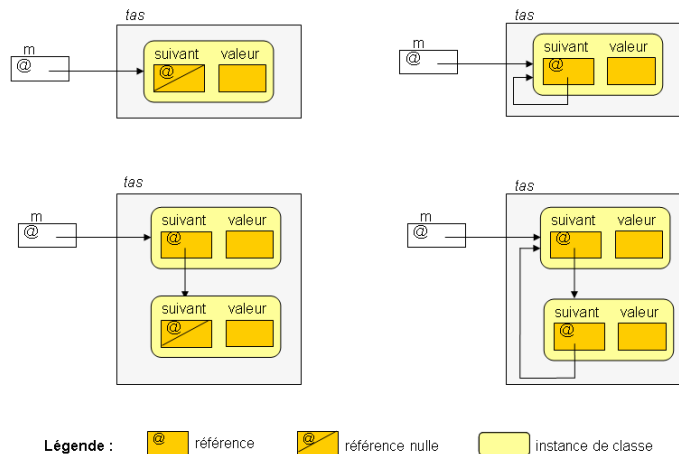 tas
m
@
suivant valeur
@
tas
m
@
suivant valeur
@
tas
m
@
suivant valeur
@
suivant valeur
@
tas
m
@
suivant valeur
@
suivant valeur
@
Légende : @ référence @ référence nulle instance de classe